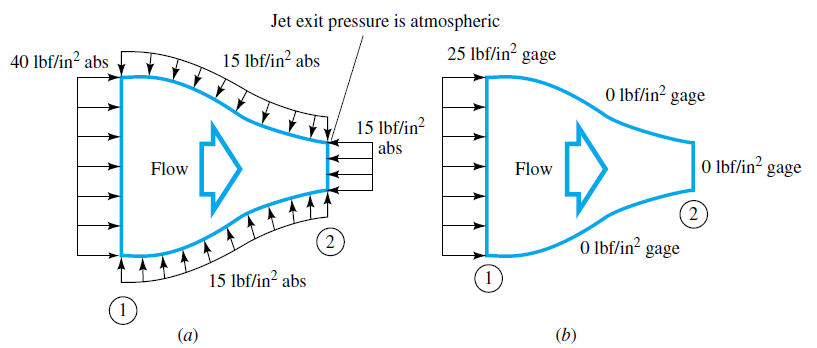 Jet exit pressure is atmospheric
40 lbf/in² abs
15 lbf/in² abs
15 lbf/in²
abs
Flow
2
15 lbf/in² abs
1
(a)
25 lbf/in² gage
0 lbf/in² gage
Flow
0 lbf/in² gage
2
0 lbf/in² gage
1
(b)